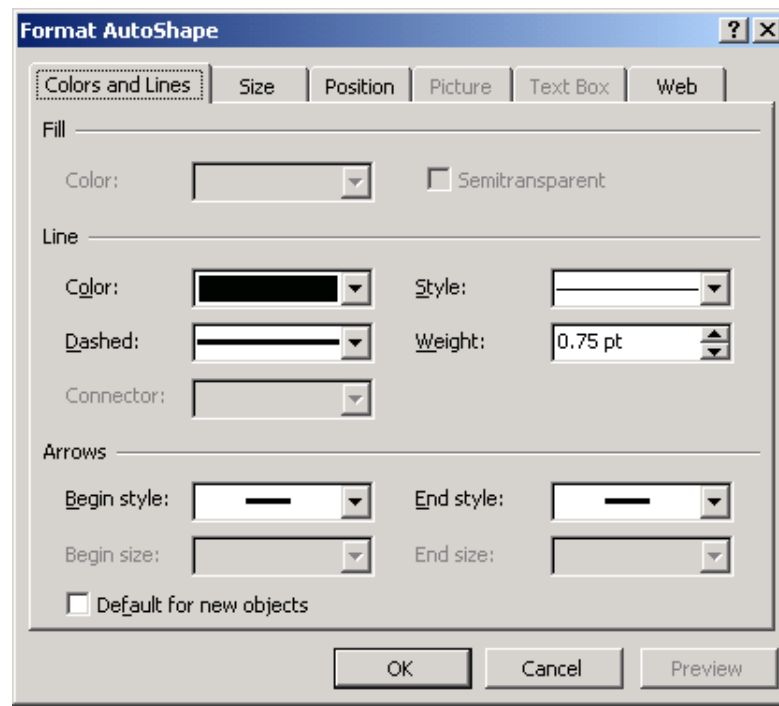 Format AutoShape
Colors and Lines Size Position Picture Text Box Web
Fill
Color: Semitransparent
Line
Color: Style:
Dashed: Weight: 0.75 pt
Connector:
Arrows
Begin style: End style:
Begin size: End size:
Default for new objects
OK Cancel Preview